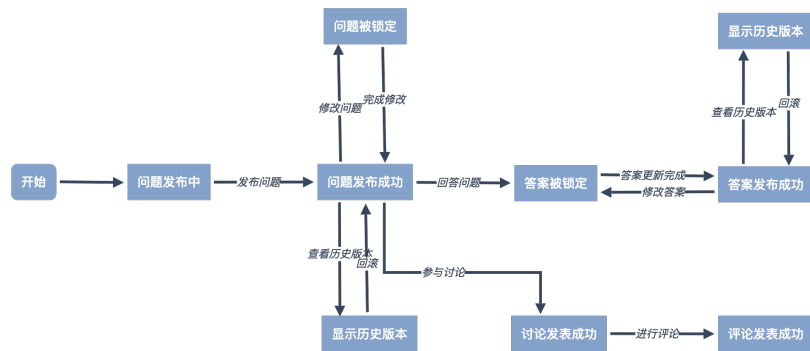 问题被锁定
显示历史版本
修改问题
完成修改
查看历史版本
回滚
开始
问题发布中
发布问题
问题发布成功
回答问题
答案被锁定
答案更新完成
修改答案
答案发布成功
查看历史版本
回滚
参与讨论
显示历史版本
讨论发表成功
进行评论
评论发表成功